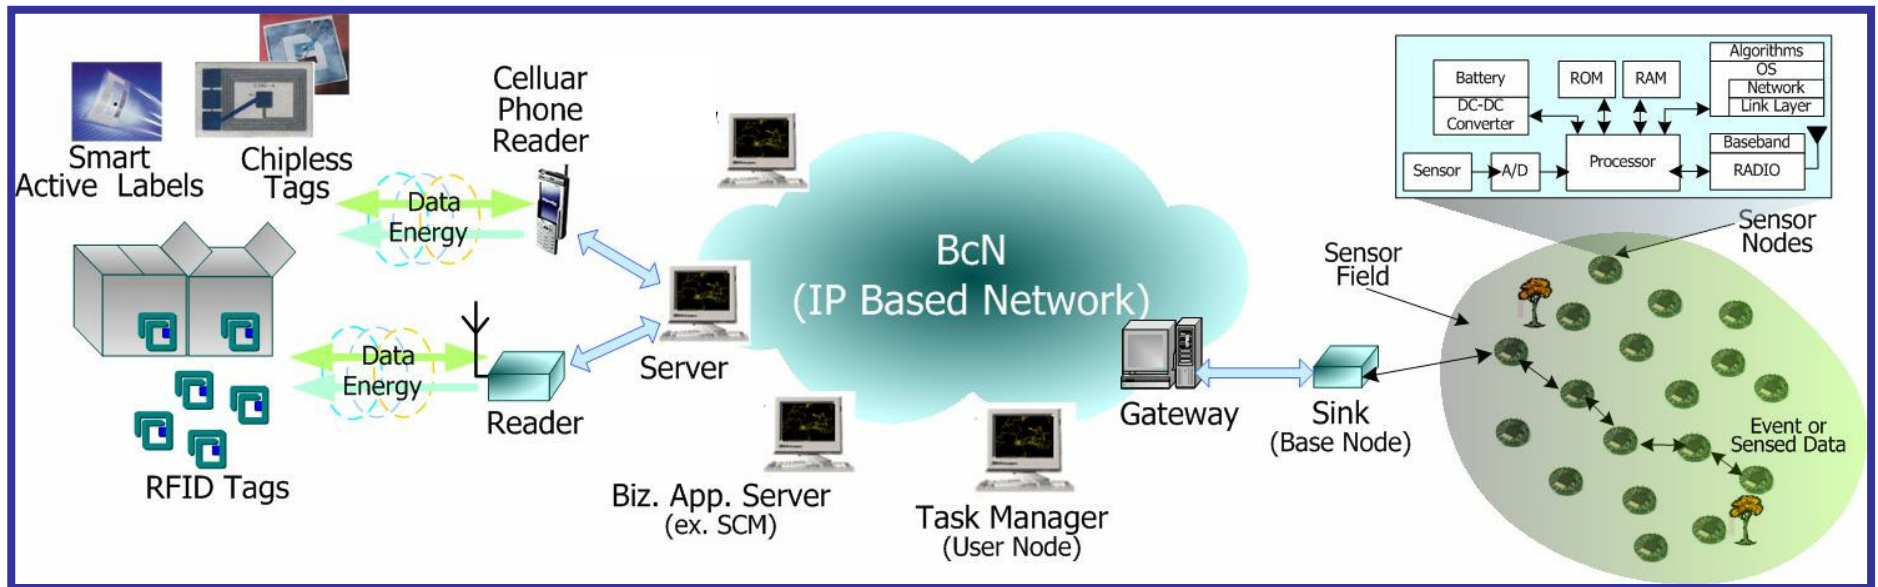 Smart
Active Labels
Chipless
Tags
Celluar
Phone
Reader
Data
Energy
Data
Energy
RFID Tags
Reader
Server
BcN
(IP Based Network)
Biz. App. Server
(ex. SCM)
Task Manager
(User Node)
Gateway
Sink
(Base Node)
Sensor
Field
Sensor
Nodes
Event or
Sensed Data
Battery
DC-DC
Converter
ROM
RAM
Algorithms
OS
Network
Link Layer
Sensor
A/D
Processor
Baseband
RADIO